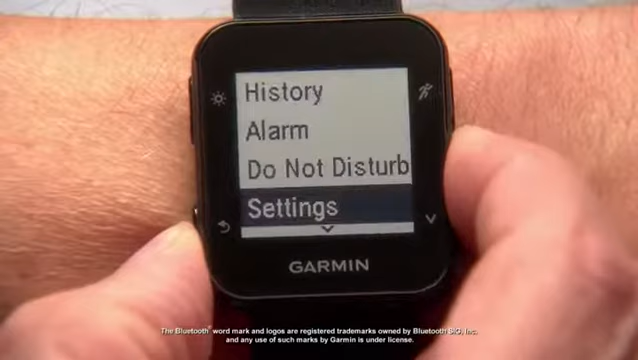 History
Alarm
Do Not Disturb
Settings
GARMIN
The Bluetooth® word mark and logos are registered trademarks owned by Bluetooth SIG, Inc.
and any use of such marks by Garmin is under license.